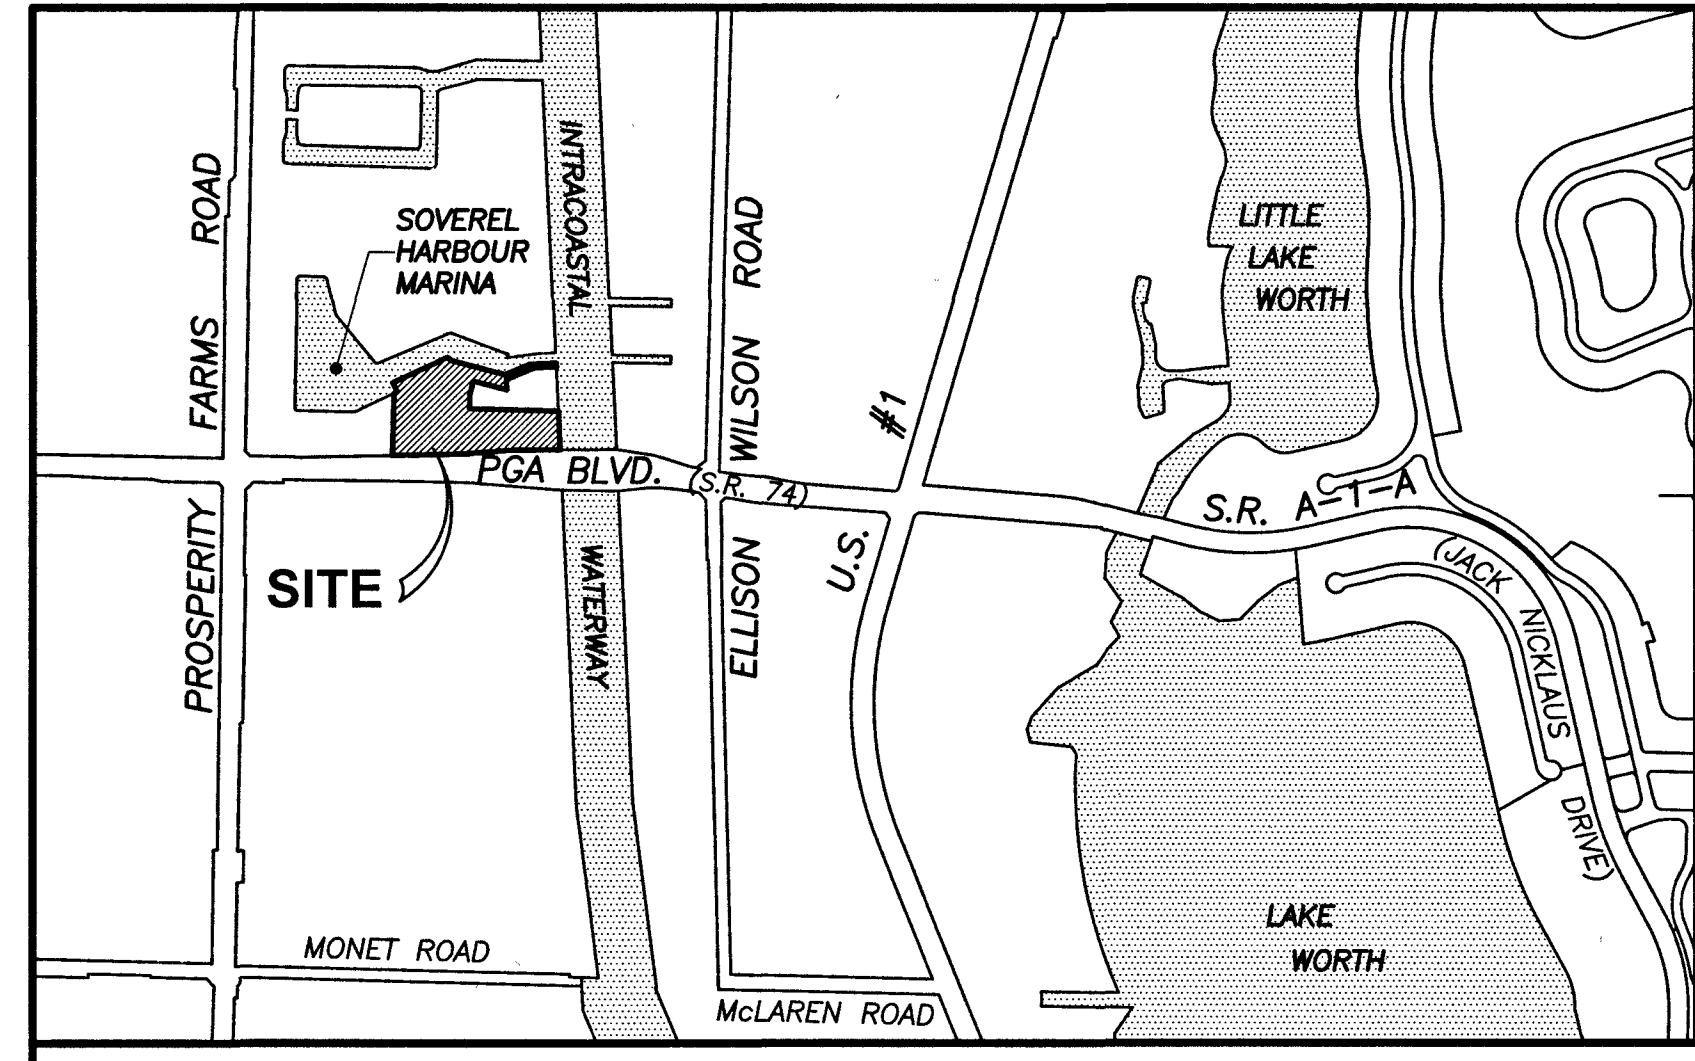 PROSPERITY FARMS ROAD
SOVEREL
HARBOUR
MARINA
INTRACOASTAL
WATERWAY
ELLISON WILSON ROAD
U.S. #1
LITTLE
LAKE
WORTH
PGA BLVD. (S.R. 74)
S.R. A-1-A
(JACK NICKLAUS DRIVE)
SITE
MONET ROAD
McLAREN ROAD
LAKE
WORTH